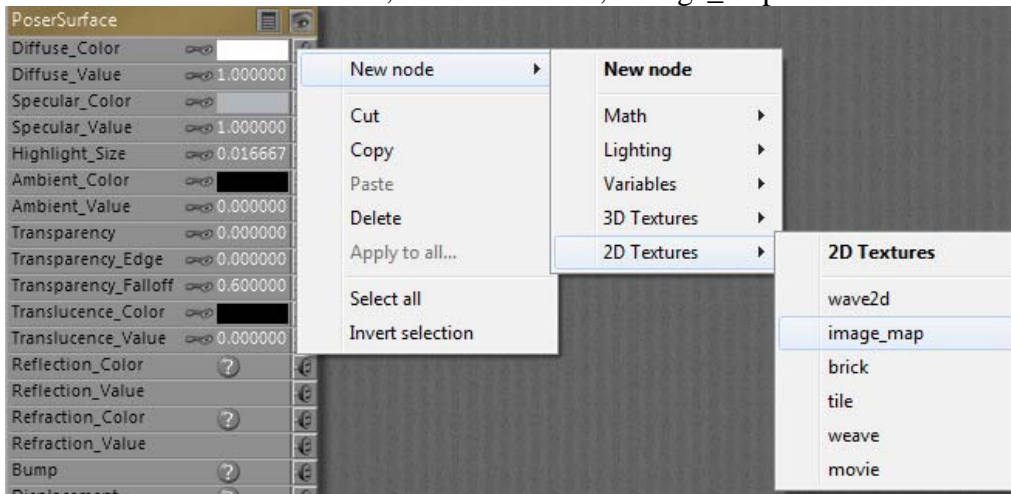 PoserSurface
Diffuse_Color
Diffuse_Value 1.000000
Specular_Color
Specular_Value 1.000000
Highlight_Size 0.016667
Ambient_Color
Ambient_Value 0.000000
Transparency 0.000000
Transparency_Edge 0.000000
Transparency_Falloff 0.600000
Translucence_Color
Translucence_Value 0.000000
Reflection_Color ?
Reflection_Value
Refraction_Color ?
Refraction_Value
Bump ?
New node
Cut
Copy
Paste
Delete
Apply to all...
Select all
Invert selection
New node
Math
Lighting
Variables
3D Textures
2D Textures
2D Textures
wave2d
image_map
brick
tile
weave
movie